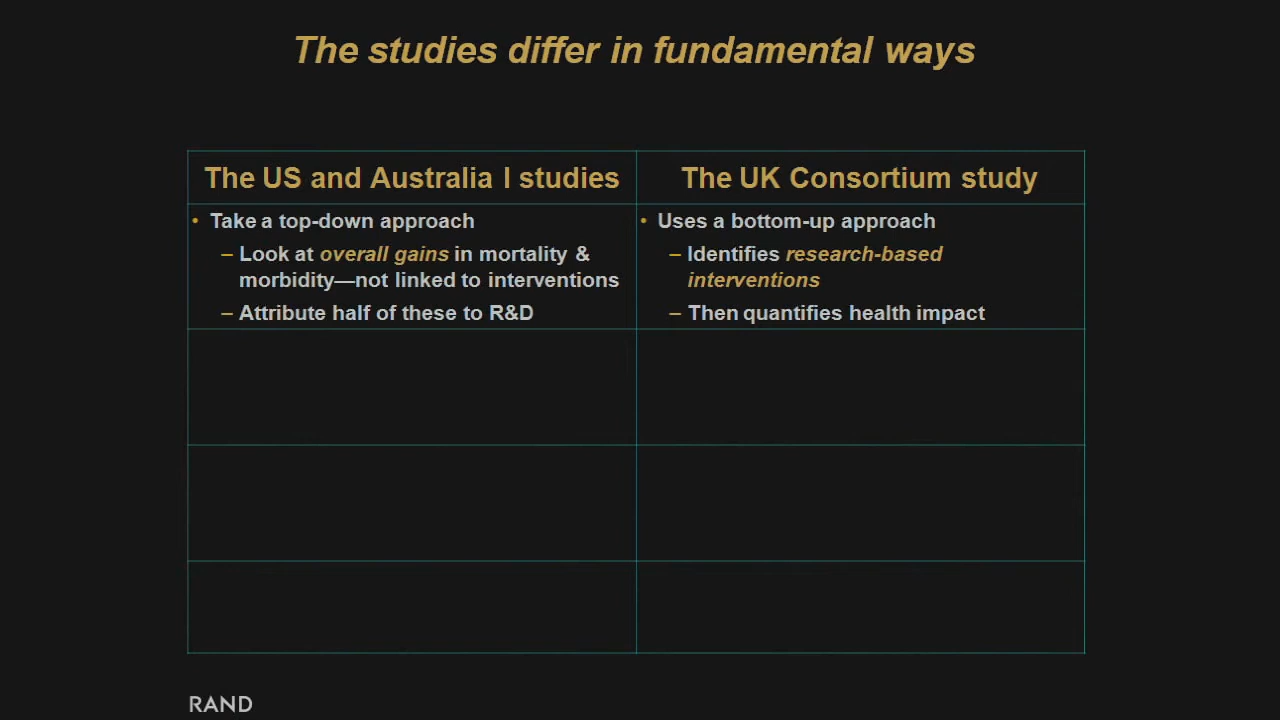 The studies differ in fundamental ways
The US and Australia I studies
• Take a top-down approach
– Look at overall gains in mortality &
morbidity—not linked to interventions
– Attribute half of these to R&D
The UK Consortium study
• Uses a bottom-up approach
– Identifies research-based
interventions
– Then quantifies health impact
RAND